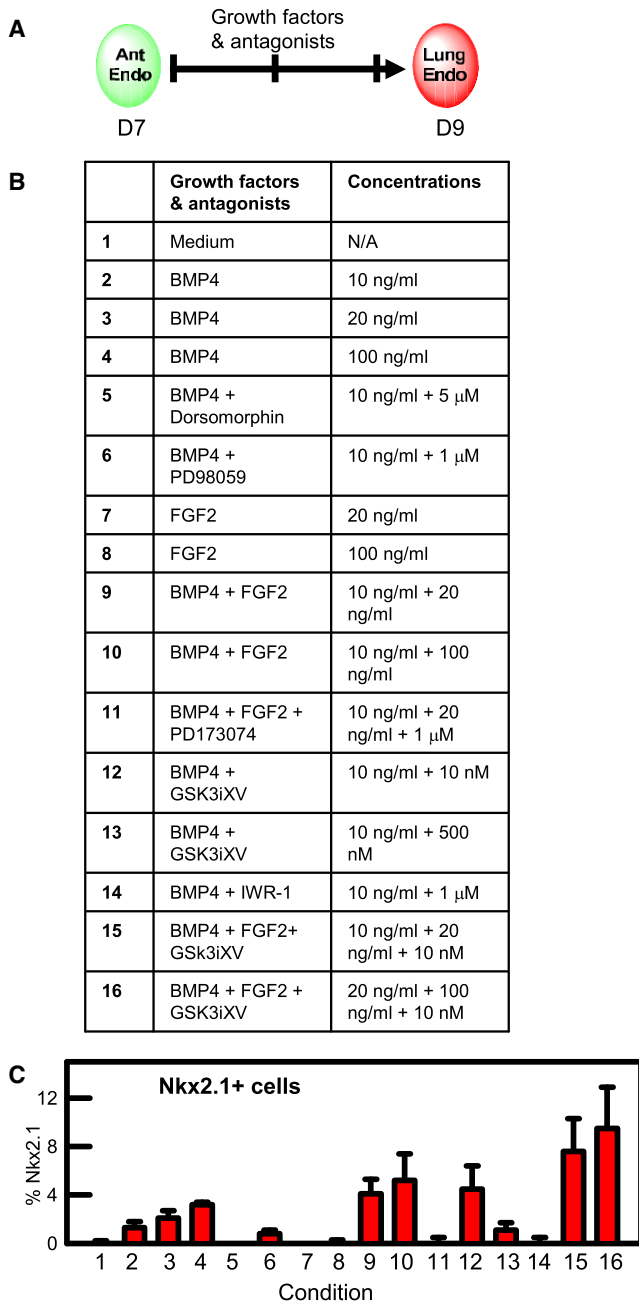 A
Growth factors
& antagonists
Ant
Endo
Lung
Endo
D7
D9
B
Growth factors
& antagonists
Concentrations
1
Medium
N/A
2
BMP4
10 ng/ml
3
BMP4
20 ng/ml
4
BMP4
100 ng/ml
5
BMP4 +
Dorsomorphin
10 ng/ml + 5 μM
6
BMP4 +
PD98059
10 ng/ml + 1 μM
7
FGF2
20 ng/ml
8
FGF2
100 ng/ml
9
BMP4 + FGF2
10 ng/ml + 20
ng/ml
10
BMP4 + FGF2
10 ng/ml + 100
ng/ml
11
BMP4 + FGF2 +
PD173074
10 ng/ml + 20
ng/ml + 1 μM
12
BMP4 +
GSK3iXV
10 ng/ml + 10 nM
13
BMP4 +
GSK3iXV
10 ng/ml + 500
nM
14
BMP4 + IWR-1
10 ng/ml + 1 μM
15
BMP4 + FGF2+
GSk3iXV
10 ng/ml + 20
ng/ml + 10 nM
16
BMP4 + FGF2 +
GSK3iXV
20 ng/ml + 100
ng/ml + 10 nM
C
Nkx2.1+ cells
% Nkx2.1
12
8
4
0
1 2 3 4 5 6 7 8 9 10 11 12 13 14 15 16
Condition